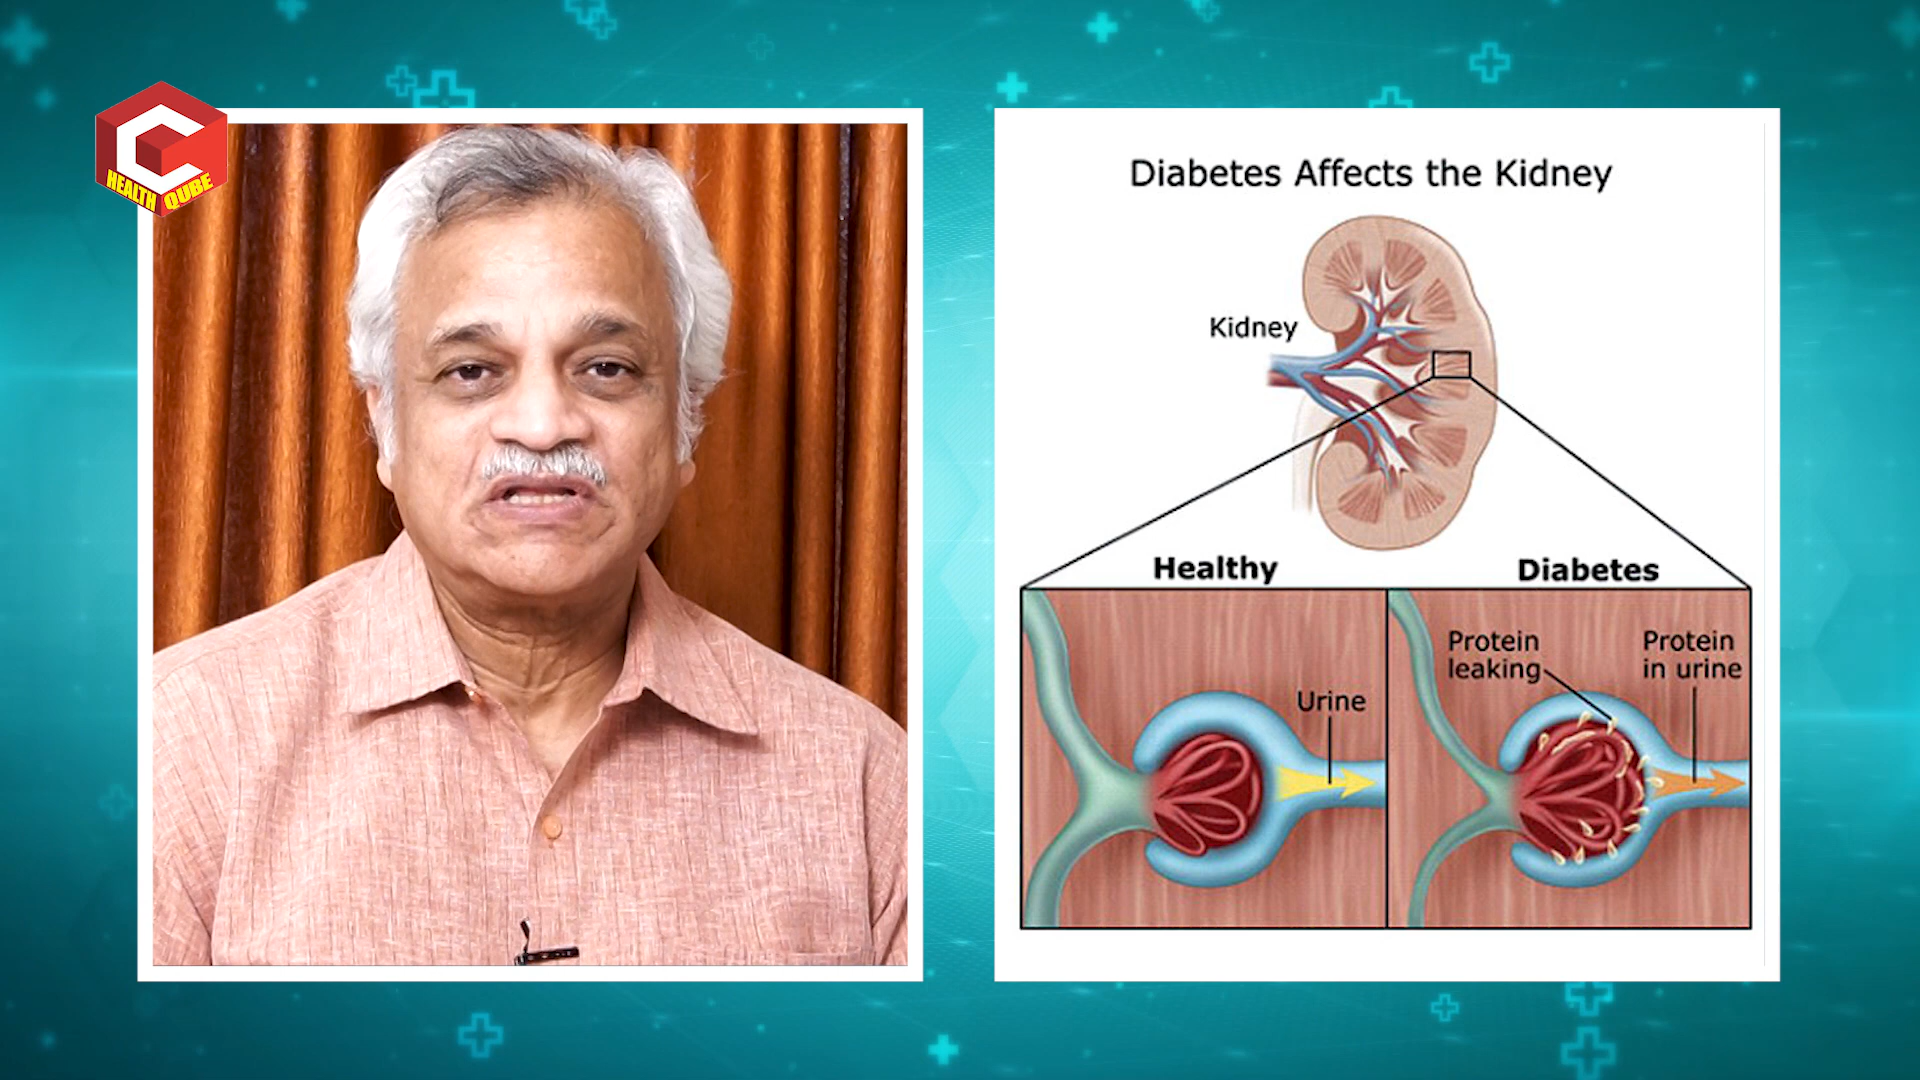 HEALTH QUBE
Diabetes Affects the Kidney
Kidney
Healthy
Diabetes
Urine
Protein
leaking
Protein
in urine